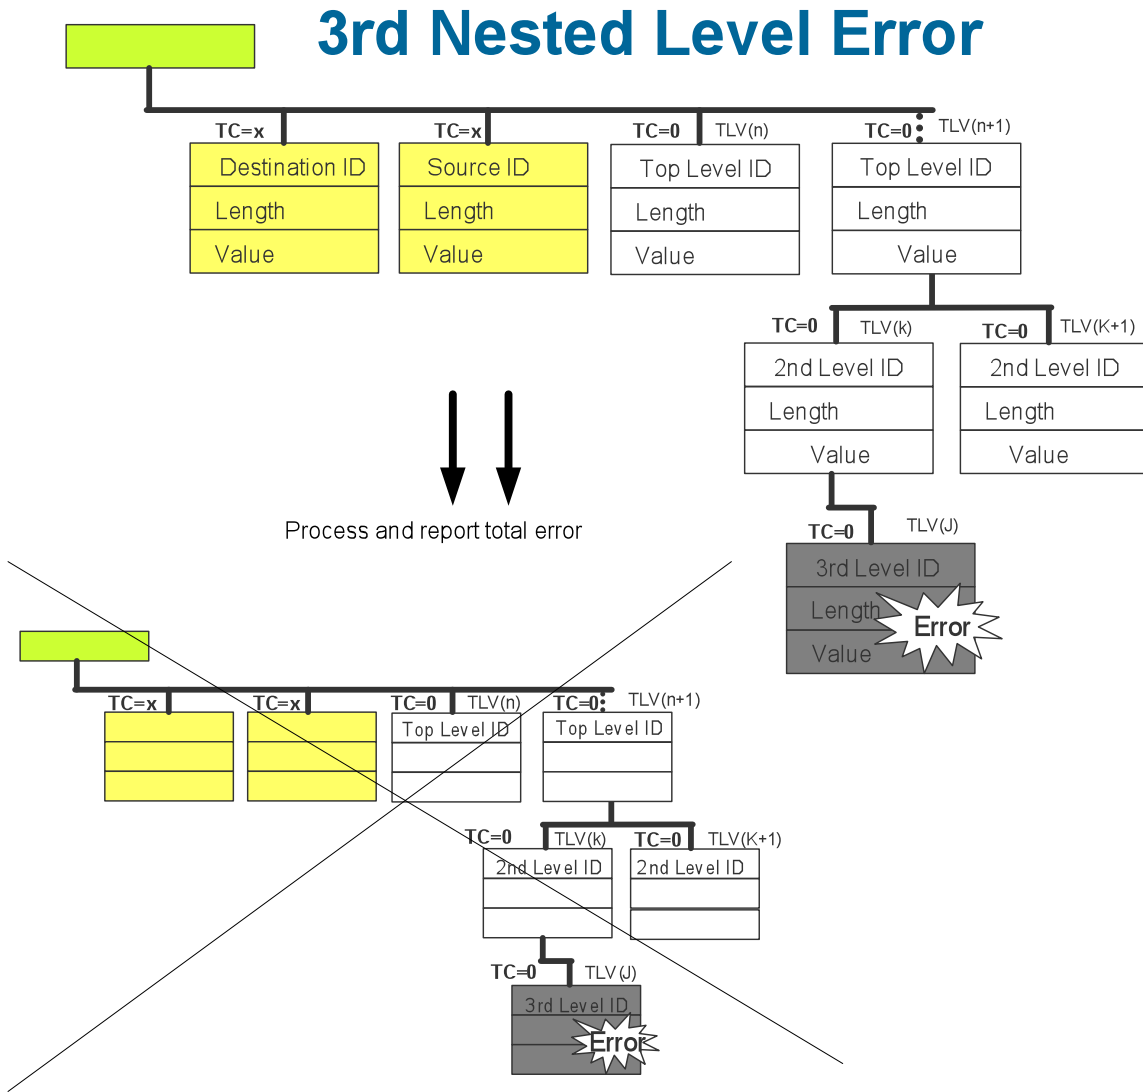 3rd Nested Level Error
TC=x
TC=x
TC=0 TLV(n)
TC=0 TLV(n+1)
Destination ID
Length
Value
Source ID
Length
Value
Top Level ID
Length
Value
Top Level ID
Length
Value
TC=0 TLV(k)
TC=0 TLV(K+1)
2nd Level ID
Length
Value
2nd Level ID
Length
Value
TC=0 TLV(J)
3rd Level ID
Length
Value
Error
Process and report total error
TC=x
TC=x
TC=0 TLV(n)
TC=0 TLV(n+1)
Top Level ID
Top Level ID
TC=0 TLV(k)
TC=0 TLV(K+1)
2nd Level ID
2nd Level ID
TC=0 TLV(J)
3rd Level ID
Error